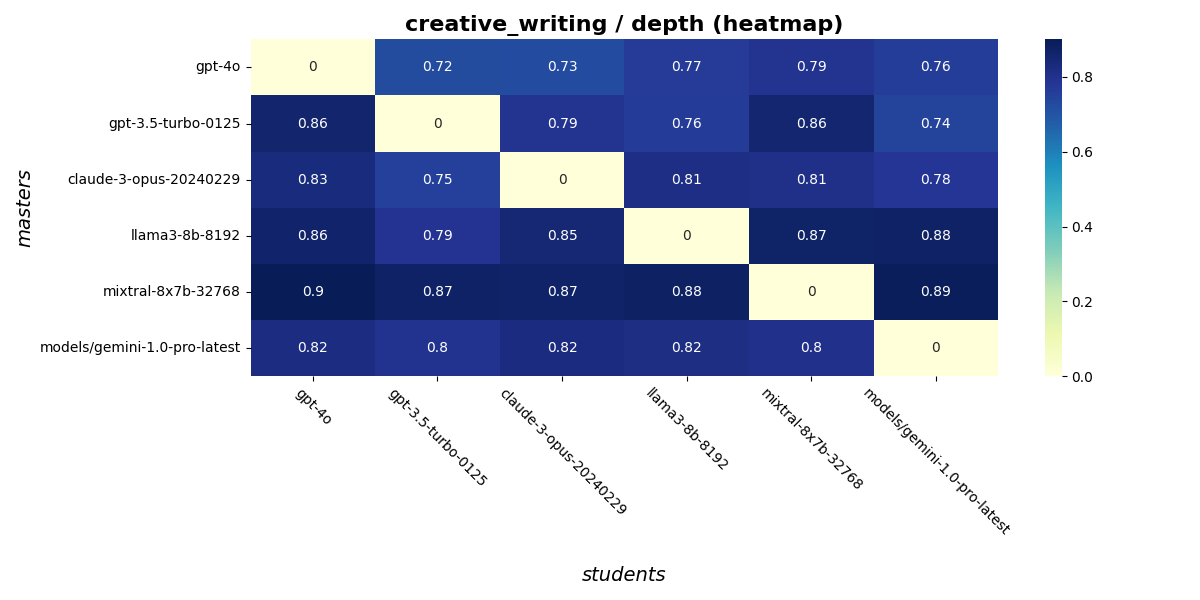 creative_writing / depth (heatmap)
masters
gpt-4o 0 0.72 0.73 0.77 0.79 0.76
gpt-3.5-turbo-0125 0.86 0 0.79 0.76 0.86 0.74
claude-3-opus-20240229 0.83 0.75 0 0.81 0.81 0.78
llama3-8b-8192 0.86 0.79 0.85 0 0.87 0.88
mixtral-8x7b-32768 0.9 0.87 0.87 0.88 0 0.89
models/gemini-1.0-pro-latest 0.82 0.8 0.82 0.82 0.8 0
gpt-4o
gpt-3.5-turbo-0125
claude-3-opus-20240229
llama3-8b-8192
mixtral-8x7b-32768
models/gemini-1.0-pro-latest
students
0.8
0.6
0.4
0.2
0.0